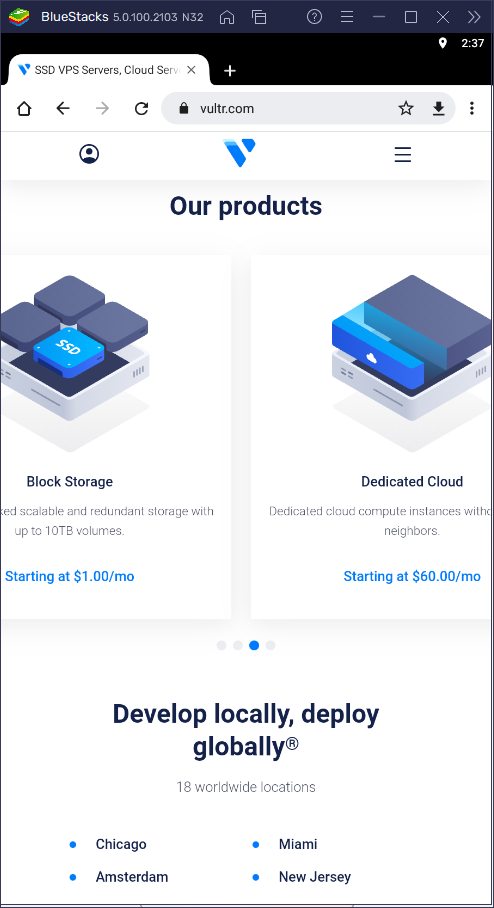 BlueStacks 5.0.100.2103 N32
2:37
SSD VPS Servers, Cloud Serv
vultr.com
Our products
SSD
Block Storage
ked scalable and redundant storage with
up to 10TB volumes.
Starting at $1.00/mo
Dedicated Cloud
Dedicated cloud compute instances witho
neighbors.
Starting at $60.00/mo
Develop locally, deploy
globally®
18 worldwide locations
Chicago
Miami
Amsterdam
New Jersey